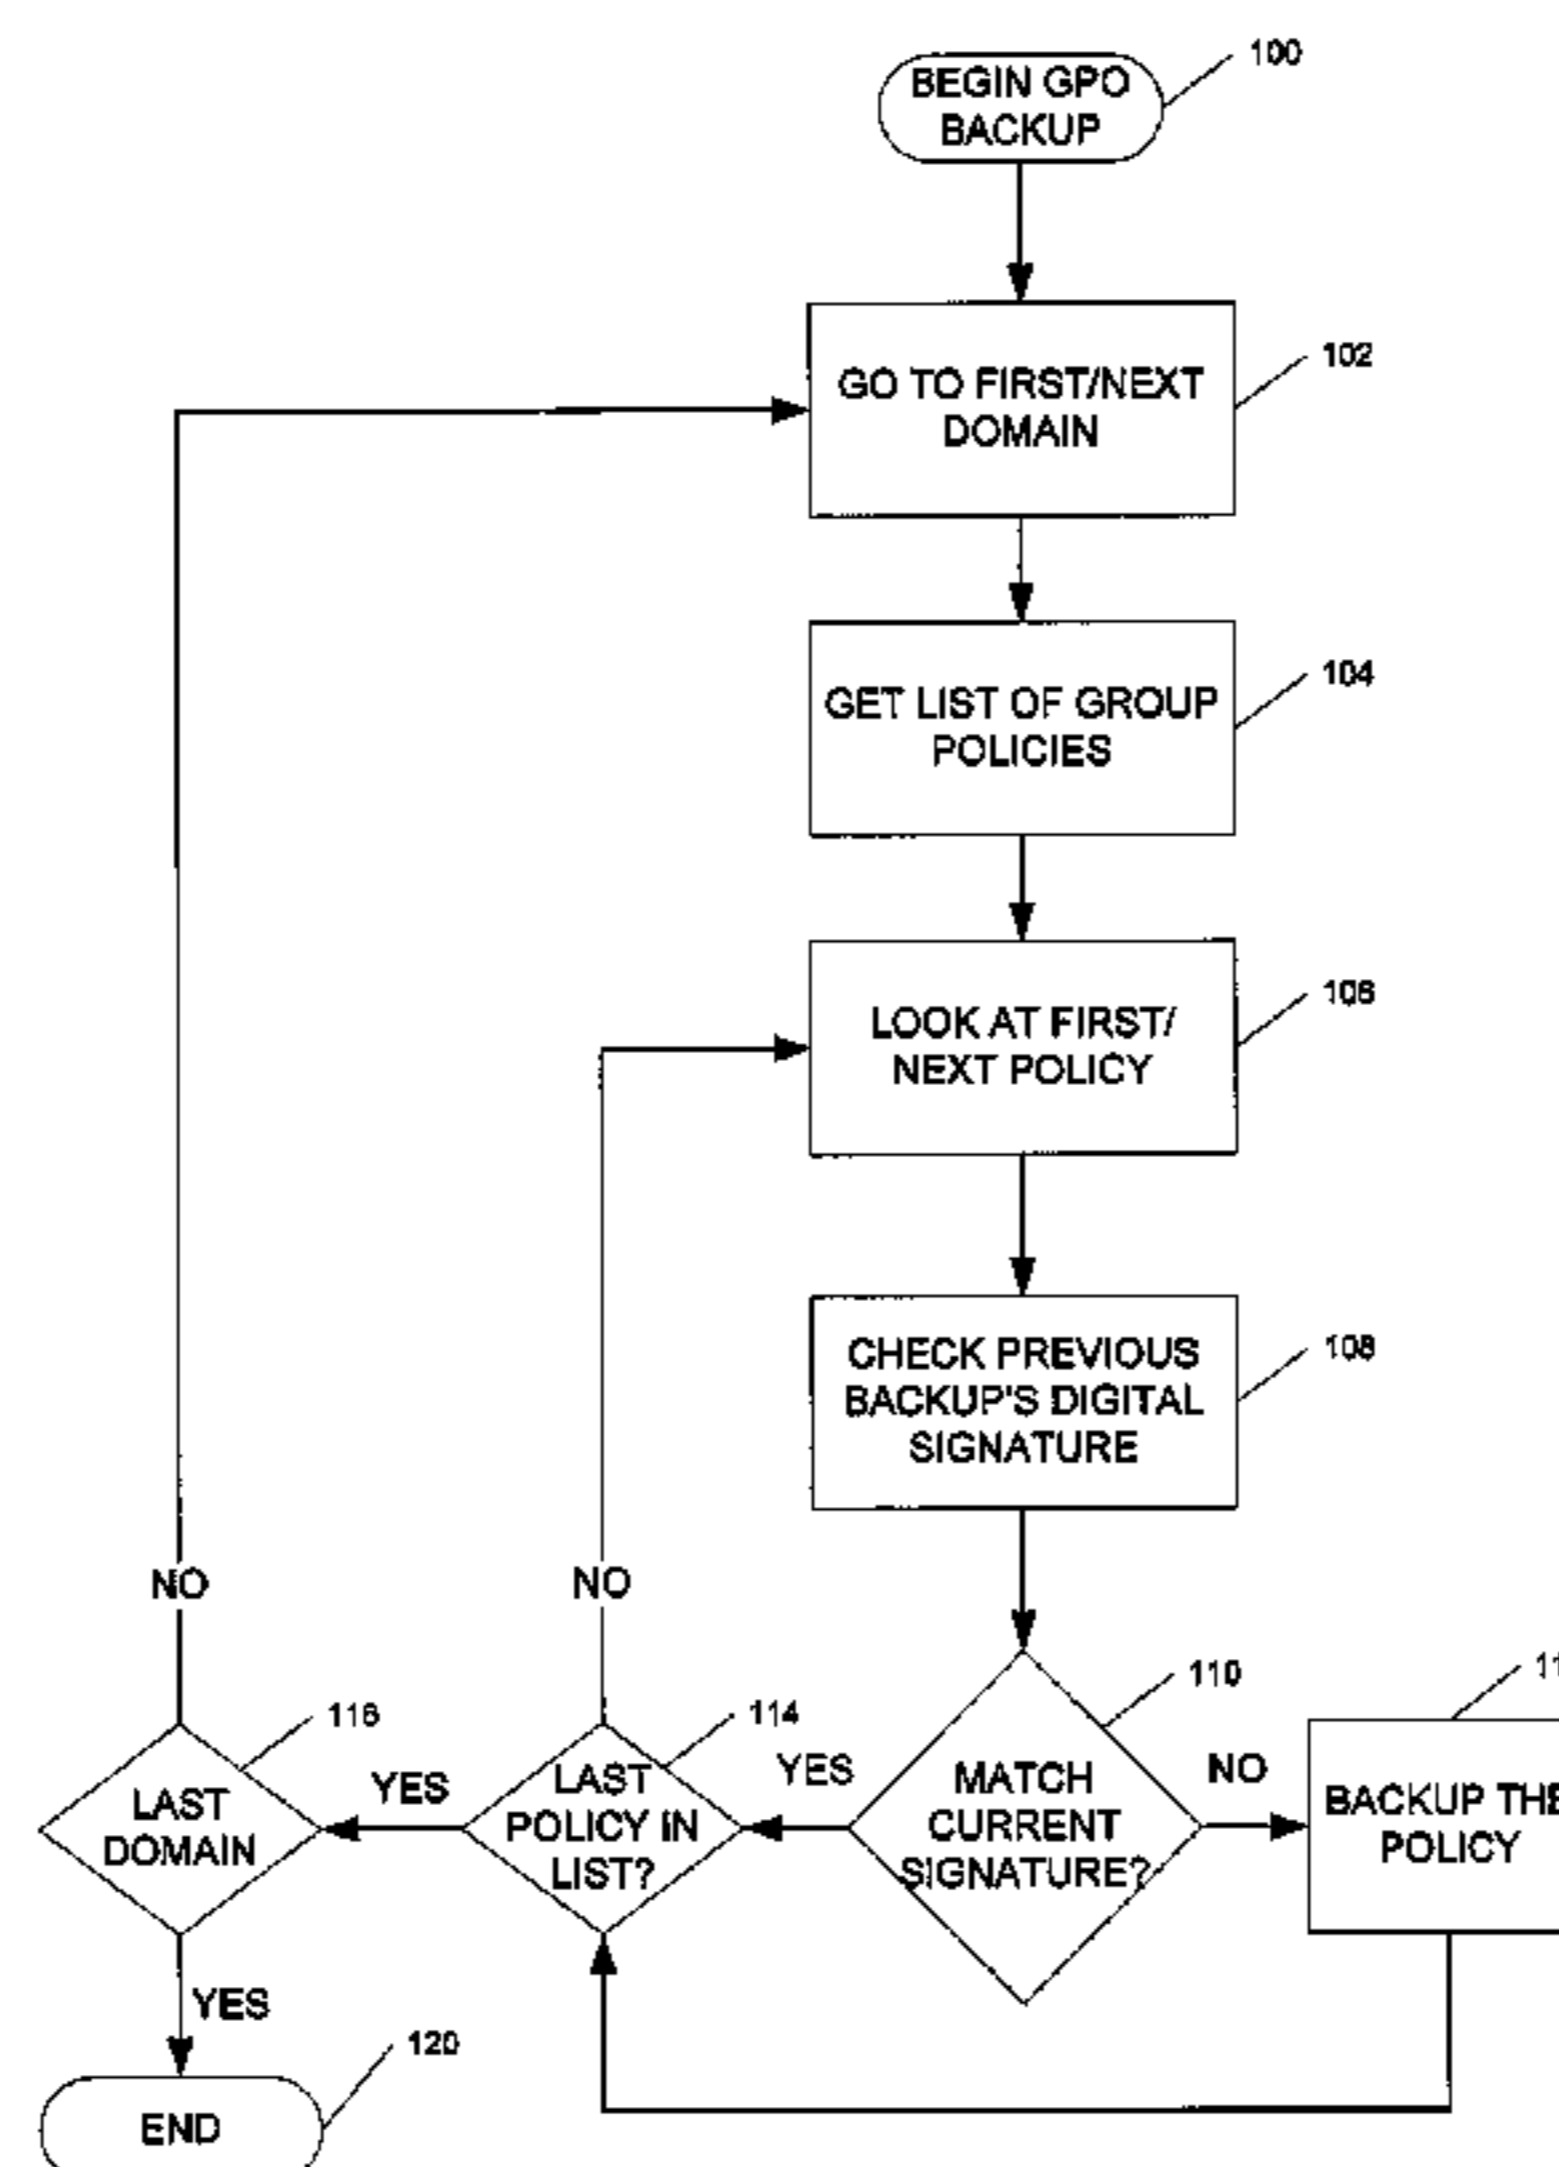 100
BEGIN GPO
BACKUP
102
GO TO FIRST/NEXT
DOMAIN
104
GET LIST OF GROUP
POLICIES
106
LOOK AT FIRST/
NEXT POLICY
108
CHECK PREVIOUS
BACKUP'S DIGITAL
SIGNATURE
NO
NO
110
116
114
YES
YES
NO
LAST
DOMAIN
LAST
POLICY IN
LIST?
MATCH
CURRENT
SIGNATURE?
BACKUP THE
POLICY
YES
120
END